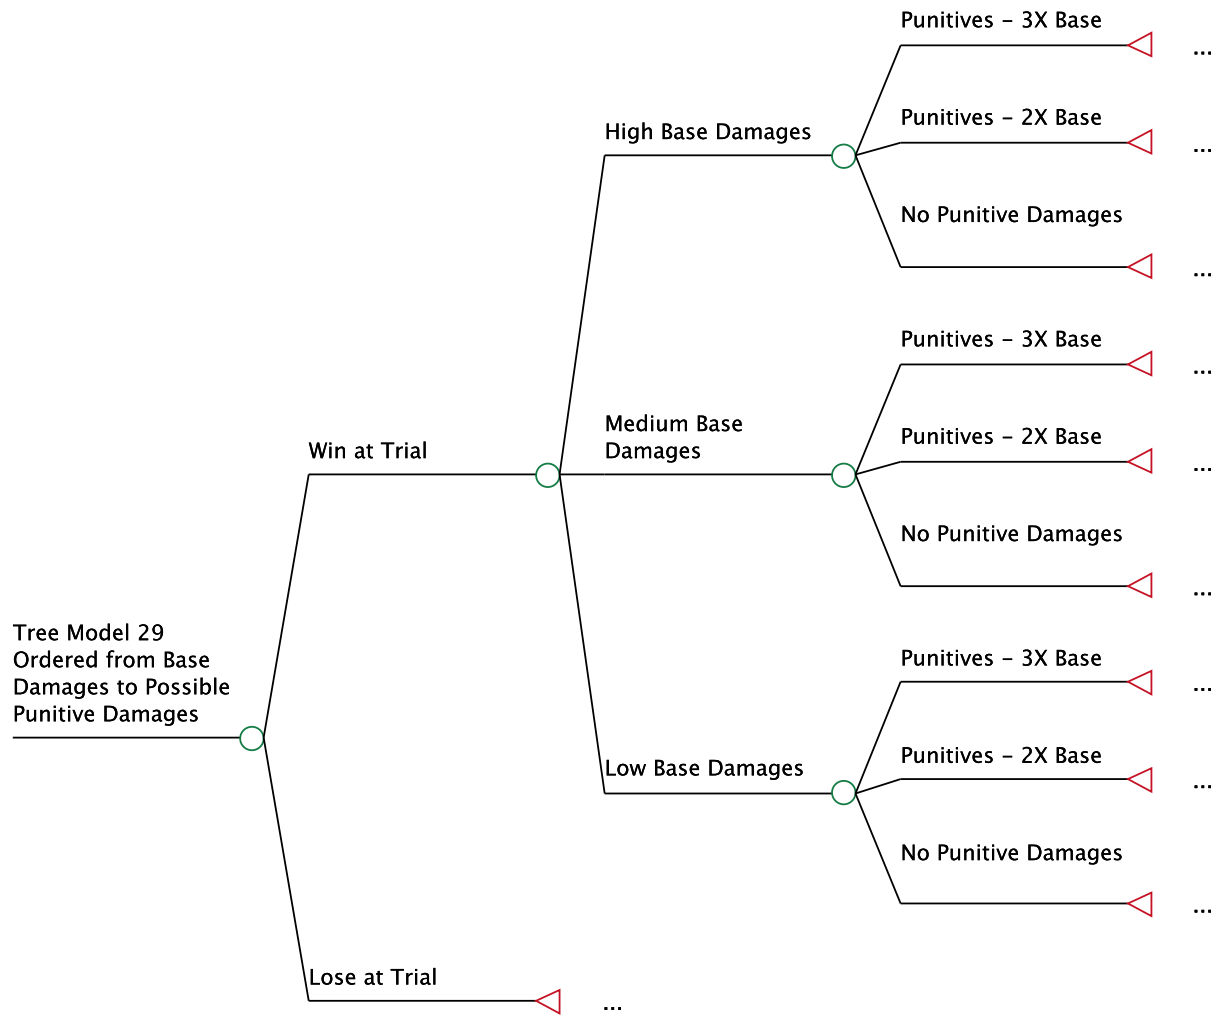 Punitives – 3X Base
...
Punitives – 2X Base
...
High Base Damages
No Punitive Damages
...
Punitives – 3X Base
...
Medium Base
Damages
Punitives – 2X Base
...
Win at Trial
No Punitive Damages
...
Tree Model 29
Ordered from Base
Damages to Possible
Punitive Damages
Punitives – 3X Base
...
Low Base Damages
Punitives – 2X Base
...
No Punitive Damages
...
Lose at Trial
...